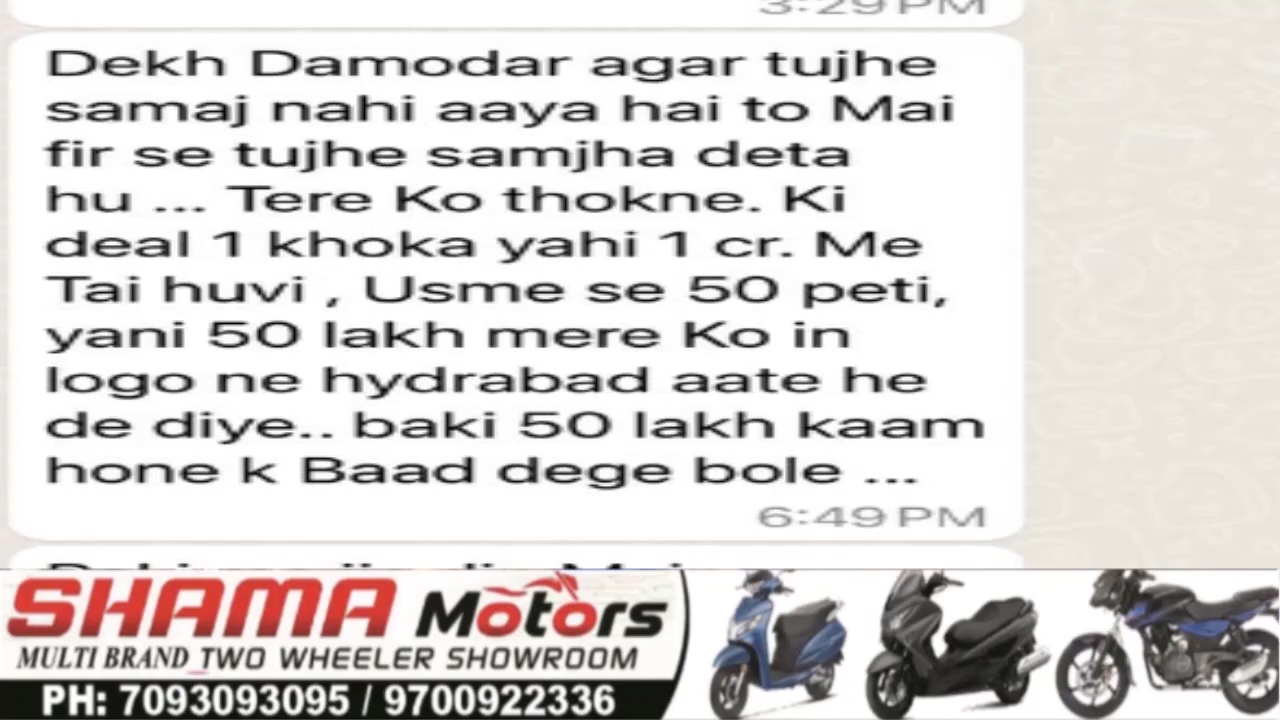 3:29 PM
Dekh Damodar agar tujhe
samaj nahi aaya hai to Mai
fir se tujhe samjha deta
hu ... Tere Ko thokne. Ki
deal 1 khoka yahi 1 cr. Me
Tai huvi , Usme se 50 peti,
yani 50 lakh mere Ko in
logo ne hydrabad aate he
de diye.. baki 50 lakh kaam
hone k Baad dege bole ...
6:49 PM
SHAMA Motors
MULTI BRAND TWO WHEELER SHOWROOM
PH: 7093093095 / 9700922336